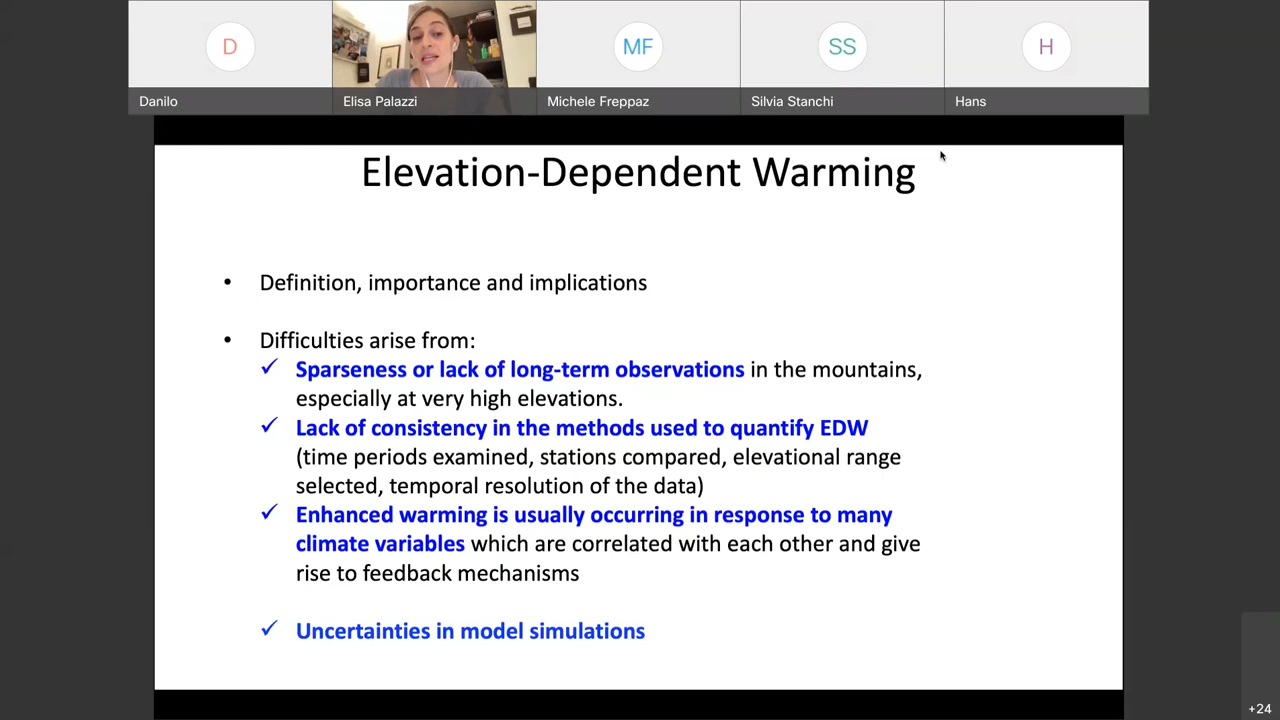 D
MF
SS
H
Danilo
Elisa Palazzi
Michele Freppaz
Silvia Stanchi
Hans
Elevation-Dependent Warming
• Definition, importance and implications
• Difficulties arise from:
✓ Sparseness or lack of long-term observations in the mountains,
especially at very high elevations.
✓ Lack of consistency in the methods used to quantify EDW
(time periods examined, stations compared, elevational range
selected, temporal resolution of the data)
✓ Enhanced warming is usually occurring in response to many
climate variables which are correlated with each other and give
rise to feedback mechanisms
✓ Uncertainties in model simulations
+24